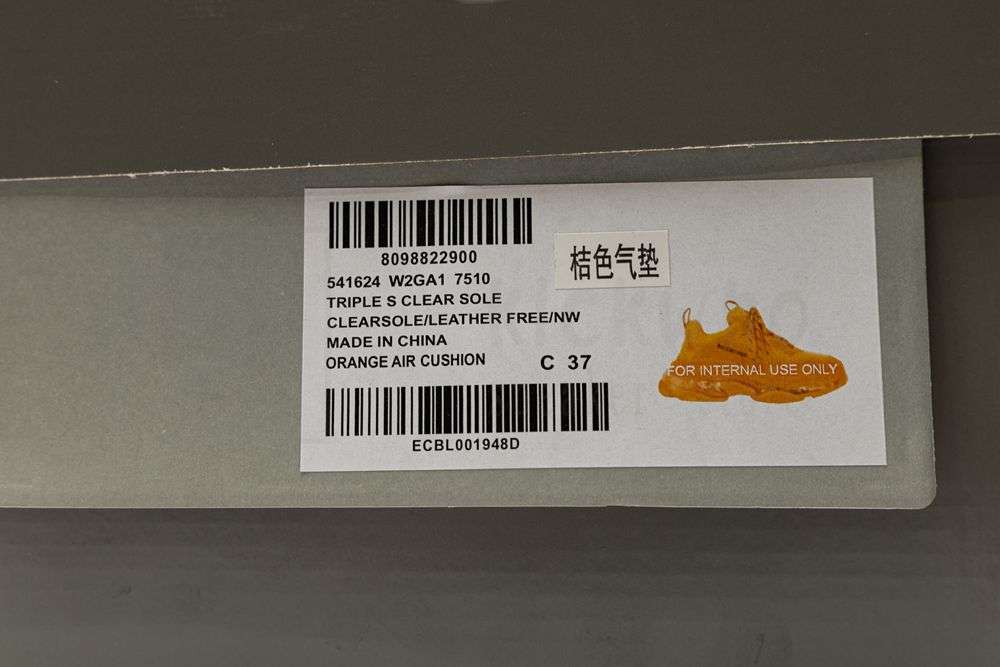 8098822900
桔色气垫
541624 W2GA1 7510
TRIPLE S CLEAR SOLE
CLEARSOLE/LEATHER FREE/NW
MADE IN CHINA
ORANGE AIR CUSHION C 37
FOR INTERNAL USE ONLY
ECBL001948D